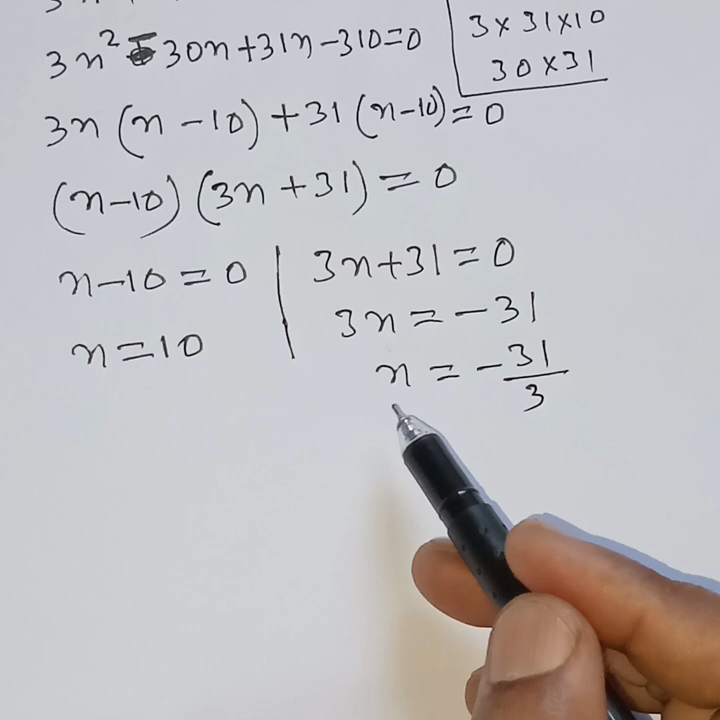 3n² - 30n + 31n - 310 = 0
3 × 31 × 10
30 × 31
3n (n - 10) + 31 (n - 10) = 0
(n - 10) (3n + 31) = 0
n - 10 = 0
n = 10
3n + 31 = 0
3n = - 31
n = - 31/3